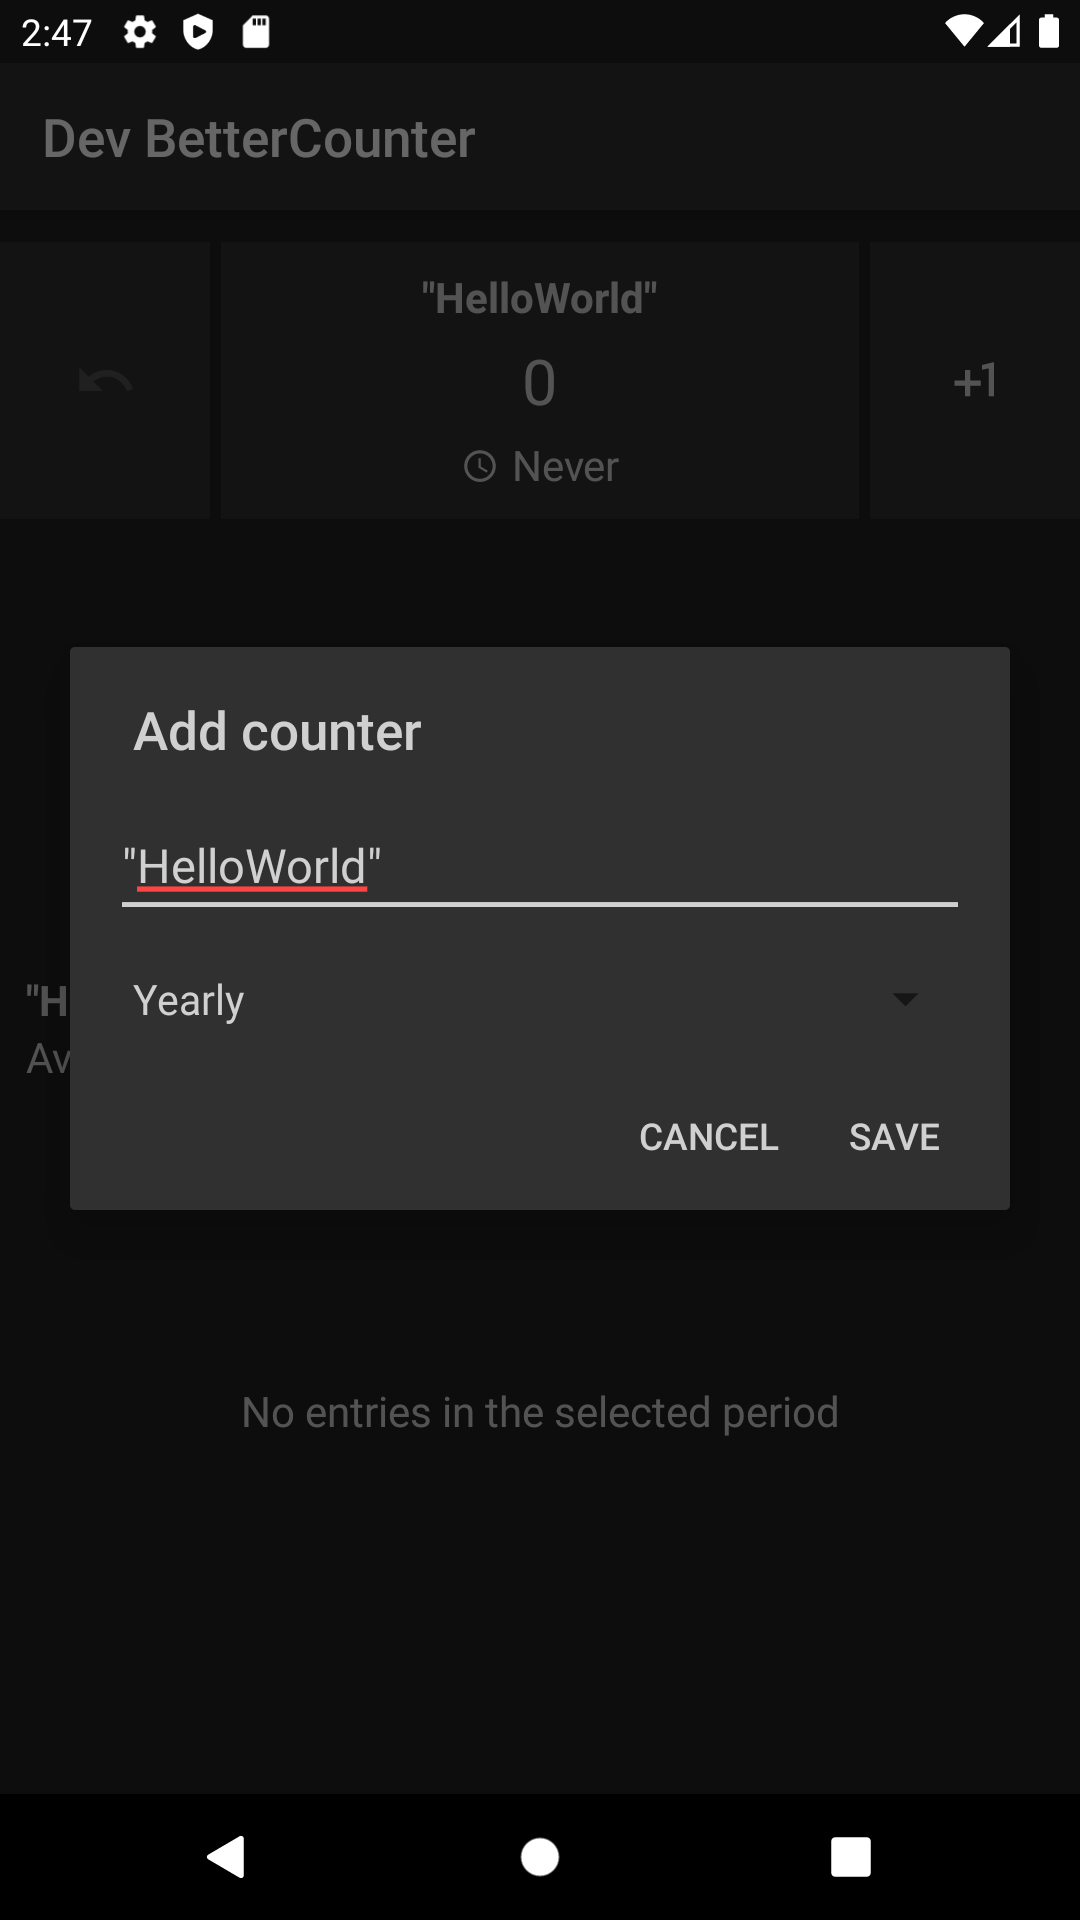 2:47
Dev BetterCounter
"HelloWorld"
0
+1
Never
Add counter
"HelloWorld"
Yearly
"H
Av
CANCEL
SAVE
No entries in the selected period